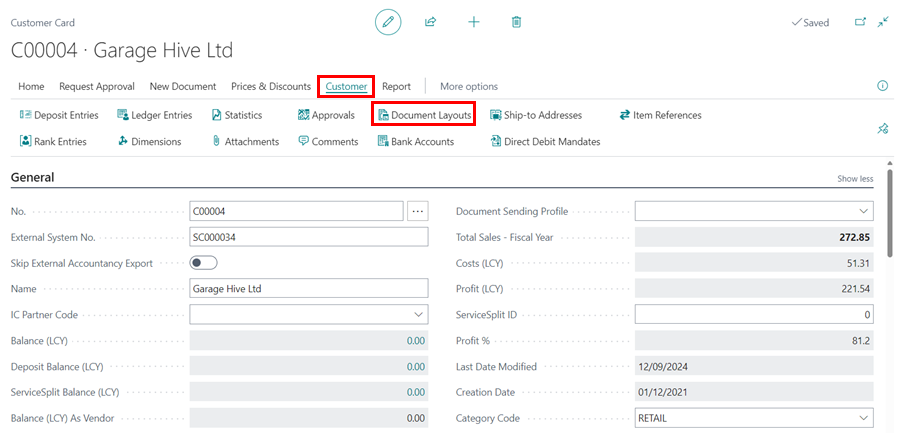 Customer Card
Saved
C00004 · Garage Hive Ltd
Home Request Approval New Document Prices & Discounts Customer Report More options
Deposit Entries Ledger Entries Statistics Approvals Document Layouts Ship-to Addresses Item References
Rank Entries Dimensions Attachments Comments Bank Accounts Direct Debit Mandates
General
Show less
No. C00004 ...
External System No. SC000034
Skip External Accountancy Export
Name Garage Hive Ltd
IC Partner Code
Balance (LCY) 0.00
Deposit Balance (LCY) 0.00
ServiceSplit Balance (LCY) 0.00
Balance (LCY) As Vendor 0.00
Document Sending Profile
Total Sales - Fiscal Year 272.85
Costs (LCY) 51.31
Profit (LCY) 221.54
ServiceSplit ID 0
Profit % 81.2
Last Date Modified 12/09/2024
Creation Date 01/12/2021
Category Code RETAIL